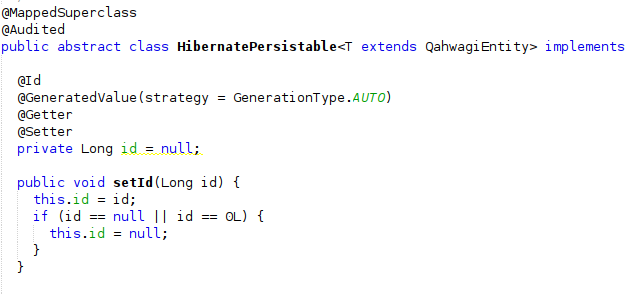 @MappedSuperclass
@Audited
public abstract class HibernatePersistable<T extends QahwagiEntity> implements
@Id
@GeneratedValue(strategy = GenerationType.AUTO)
@Getter
@Setter
private Long id = null;
public void setId(Long id) {
this.id = id;
if (id == null || id == 0L) {
this.id = null;
}
}